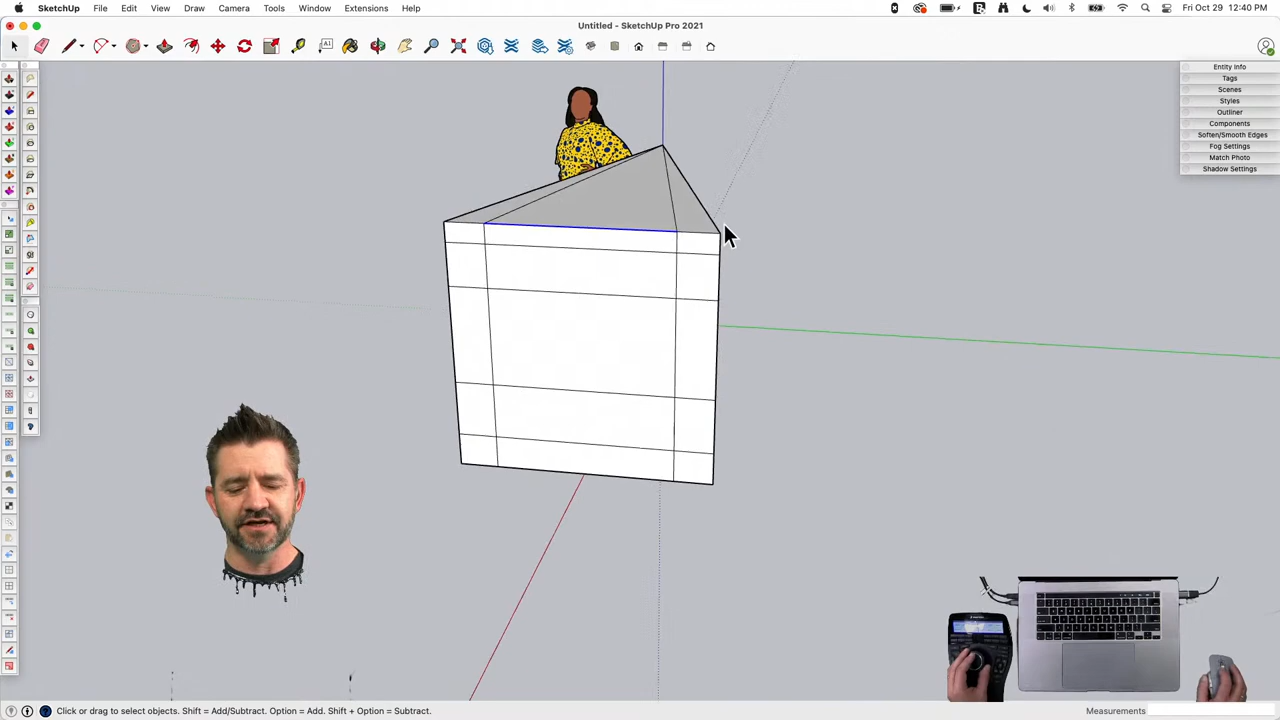 SketchUp File Edit View Draw Camera Tools Window Extensions Help Fri Oct 29 12:40 PM
Untitled - SketchUp Pro 2021
Entity Info
Tags
Scenes
Styles
Outliner
Components
Soften/Smooth Edges
Fog Settings
Match Photo
Shadow Settings
Click or drag to select objects. Shift = Add/Subtract. Option = Add. Shift + Option = Subtract. Measurements